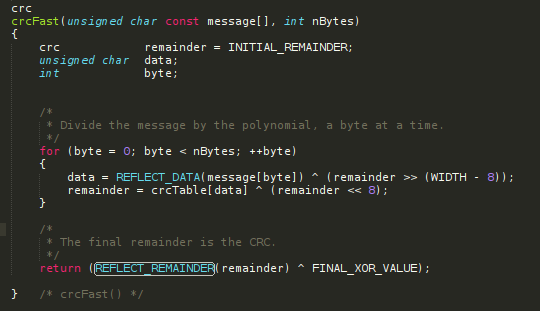 crc
crcFast(unsigned char const message[], int nBytes)
{
    crc            remainder = INITIAL_REMAINDER;
    unsigned char  data;
    int            byte;
    /*
     * Divide the message by the polynomial, a byte at a time.
     */
    for (byte = 0; byte < nBytes; ++byte)
    {
        data = REFLECT_DATA(message[byte]) ^ (remainder >> (WIDTH - 8));
        remainder = crcTable[data] ^ (remainder << 8);
    }
    /*
     * The final remainder is the CRC.
     */
    return (REFLECT_REMAINDER(remainder) ^ FINAL_XOR_VALUE);
}   /* crcFast() */